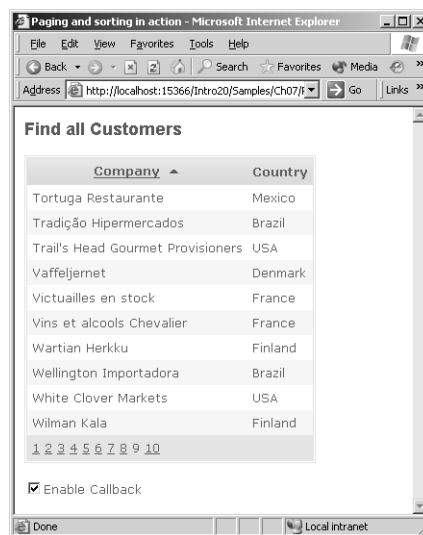 Paging and sorting in action - Microsoft Internet Explorer
File Edit View Favorites Tools Help
Back Search Favorites Media »
Address http://localhost:15366/Intro20/Samples/Ch07/ Go Links »
Find all Customers
Company Country
Tortuga Restaurante Mexico
Tradição Hipermercados Brazil
Trail's Head Gourmet Provisioners USA
Vaffeljernet Denmark
Victuailles en stock France
Vins et alcools Chevalier France
Wartian Herkku Finland
Wellington Importadora Brazil
White Clover Markets USA
Wilman Kala Finland
1 2 3 4 5 6 7 8 9 10
Enable Callback
Done Local intranet